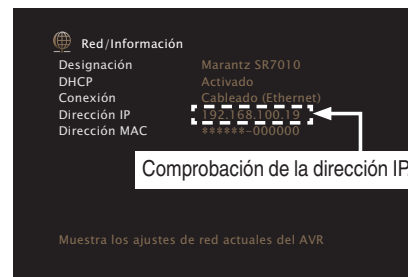 Red/Información
Designación Marantz SR7010
DHCP Activado
Conexión Cableado (Ethernet)
Dirección IP 192.168.100.19
Dirección MAC ******-000000
Comprobación de la dirección IP.
Muestra los ajustes de red actuales del AVR